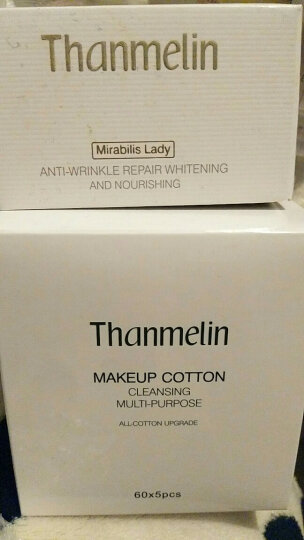 Thanmelin
Mirabilis Lady
ANTI-WRINKLE REPAIR WHITENING
AND NOURISHING
Thanmelin
MAKEUP COTTON
CLEANSING
MULTI-PURPOSE
ALL-COTTON UPGRADE
60x5pcs